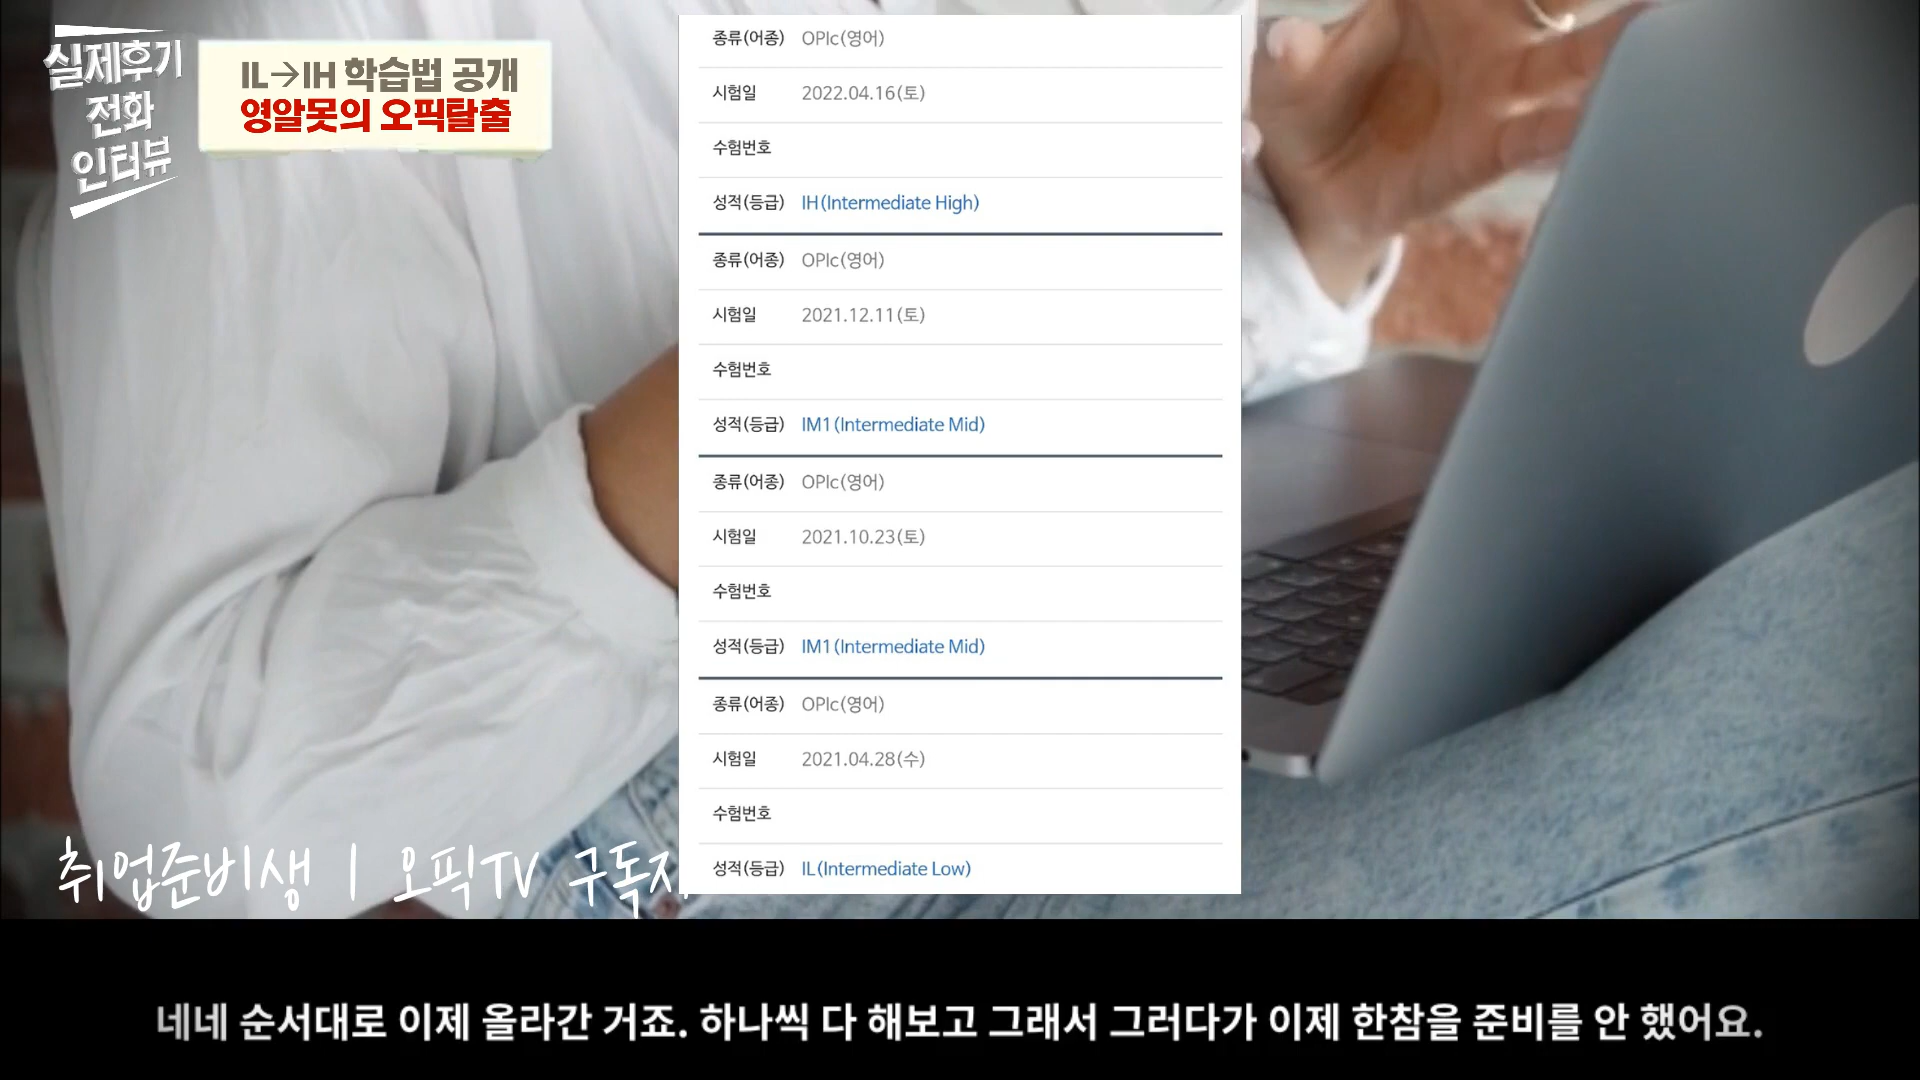 실제후기
전화
인터뷰
IL→IH 학습법 공개
영알못의 오픽탈출
종류(어종) OPIc(영어)
시험일 2022.04.16(토)
수험번호
성적(등급) IH(Intermediate High)
종류(어종) OPIc(영어)
시험일 2021.12.11(토)
수험번호
성적(등급) IM1(Intermediate Mid)
종류(어종) OPIc(영어)
시험일 2021.10.23(토)
수험번호
성적(등급) IM1(Intermediate Mid)
종류(어종) OPIc(영어)
시험일 2021.04.28(수)
수험번호
성적(등급) IL(Intermediate Low)
취업준비생 | 오픽TV 구독자
네네 순서대로 이제 올라간 거죠. 하나씩 다 해보고 그래서 그러다가 이제 한참을 준비를 안 했어요.